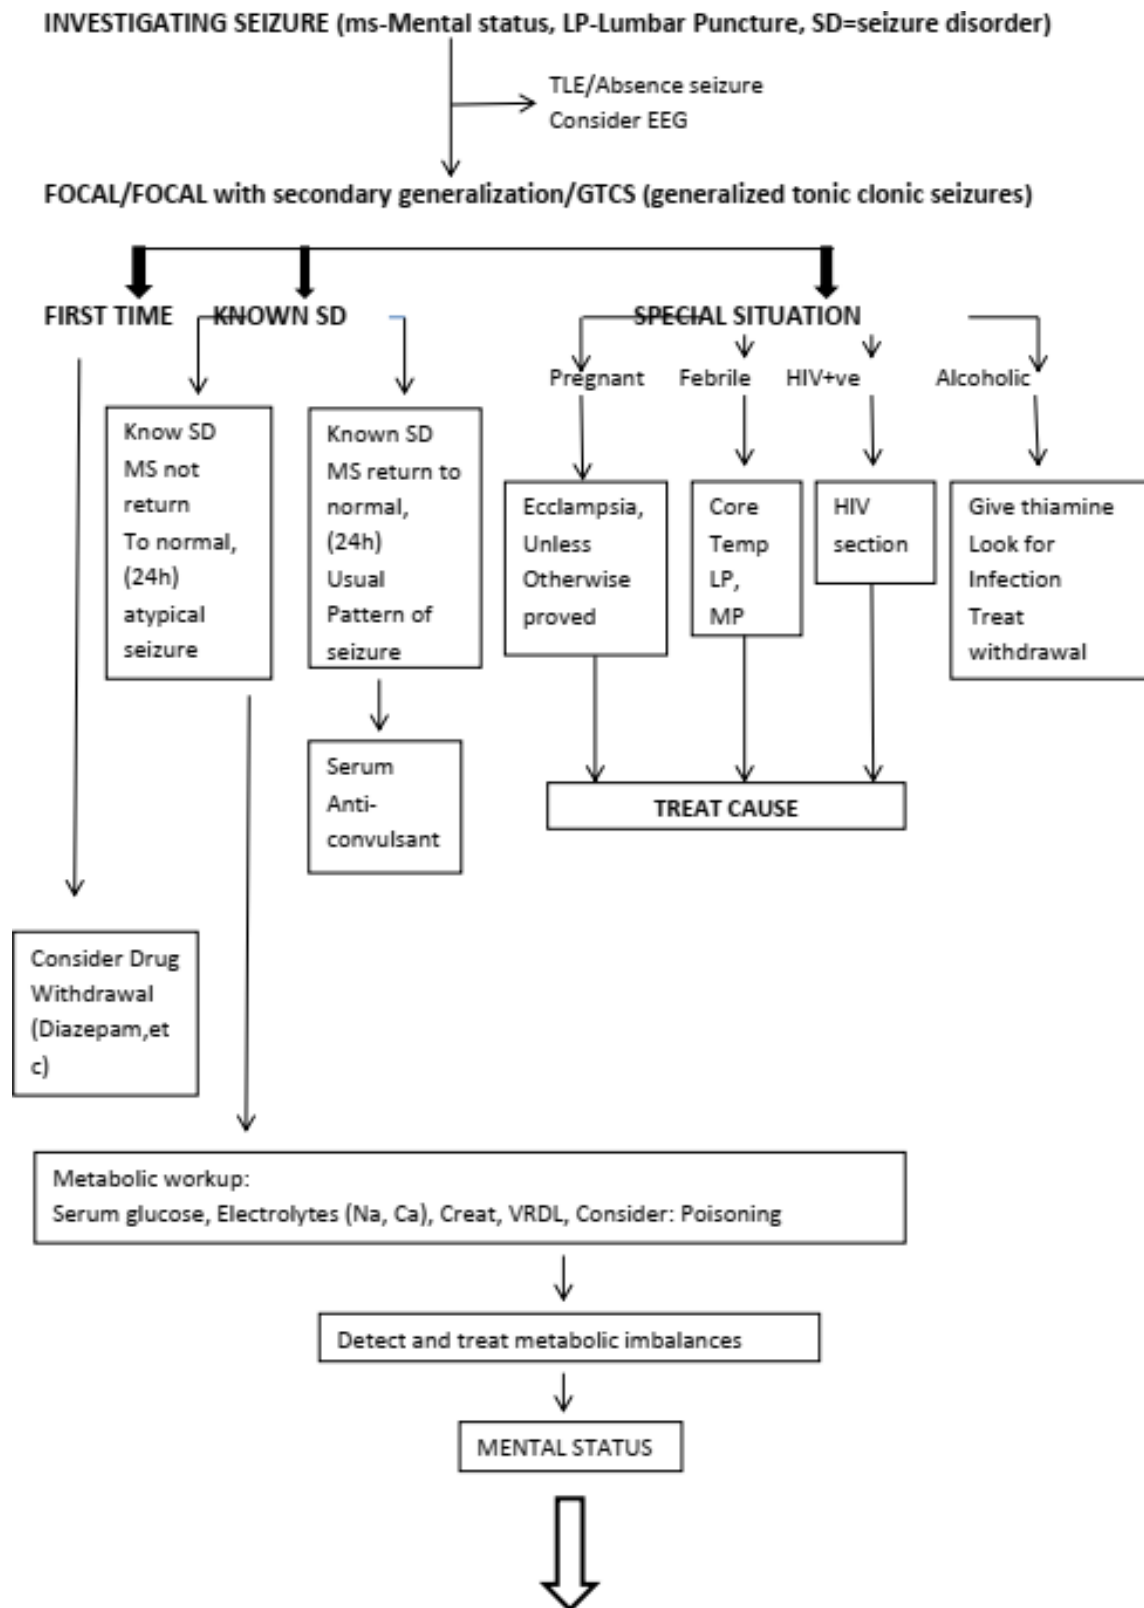 INVESTIGATING SEIZURE (ms-Mental status, LP-Lumbar Puncture, SD=seizure disorder)
TLE/Absence seizure
Consider EEG
FOCAL/FOCAL with secondary generalization/GTCS (generalized tonic clonic seizures)
FIRST TIME
KNOWN SD
SPECIAL SITUATION
Pregnant
Febrile
HIV+ve
Alcoholic
Know SD
MS not
return
To normal,
(24h)
atypical
seizure
Known SD
MS return to
normal,
(24h)
Usual
Pattern of
seizure
Ecclampsia,
Unless
Otherwise
proved
Core
Temp
LP,
MP
HIV
section
Give thiamine
Look for
Infection
Treat
withdrawal
Serum
Anti-
convulsant
TREAT CAUSE
Consider Drug
Withdrawal
(Diazepam,et
c)
Metabolic workup:
Serum glucose, Electrolytes (Na, Ca), Creat, VRDL, Consider: Poisoning
Detect and treat metabolic imbalances
MENTAL STATUS